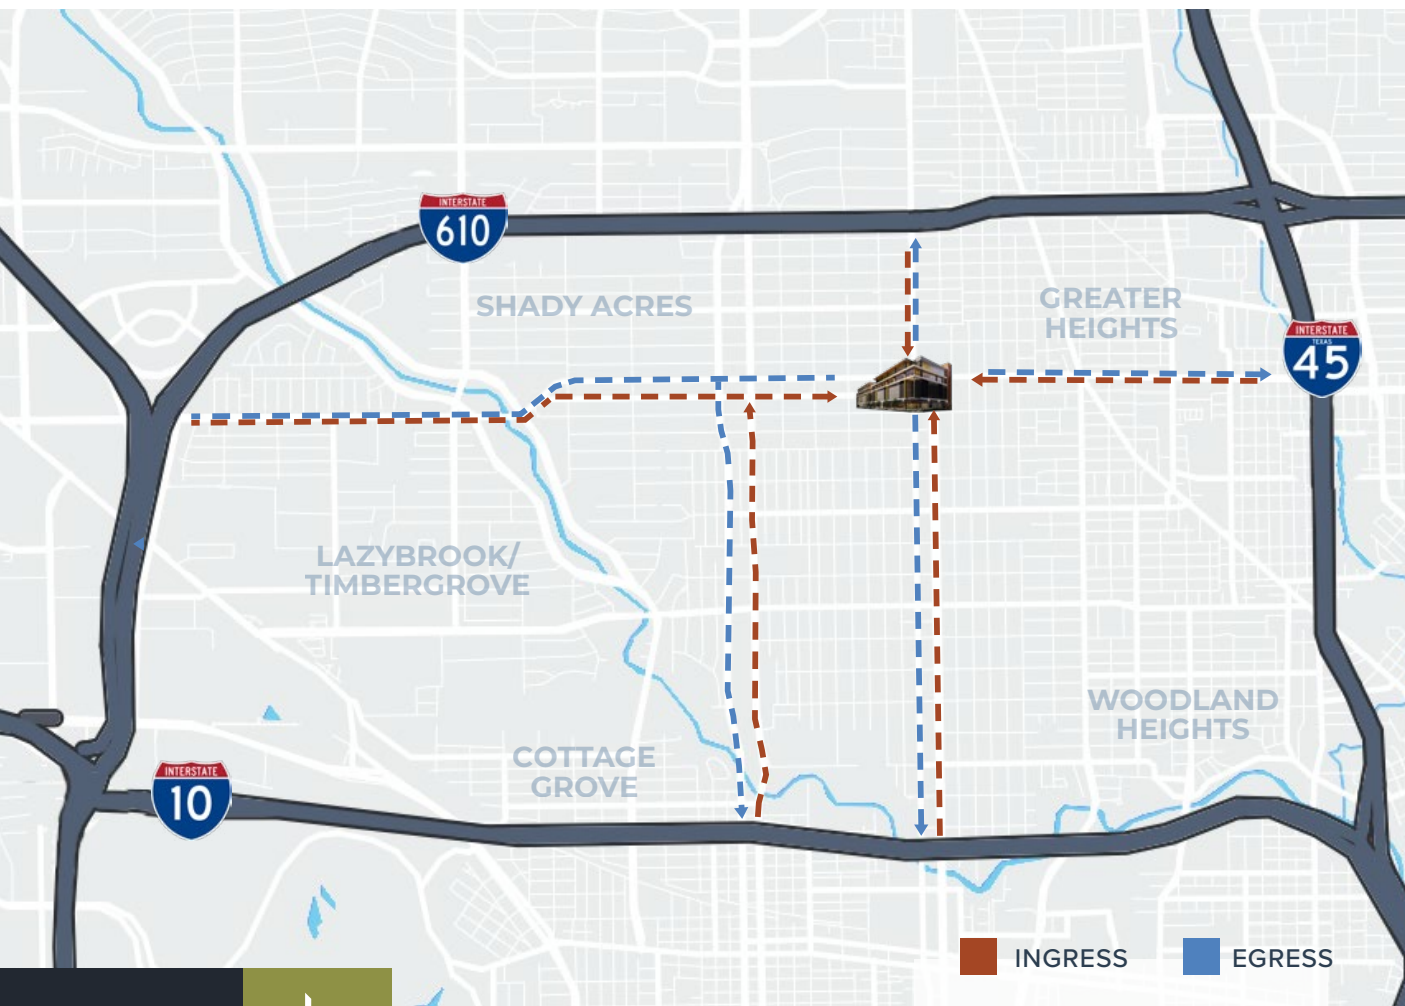 INTERSTATE
610
SHADY ACRES
GREATER
HEIGHTS
INTERSTATE
TEXAS
45
LAZYBROOK/
TIMBERGROVE
WOODLAND
HEIGHTS
COTTAGE
GROVE
INTERSTATE
10
INGRESS
EGRESS